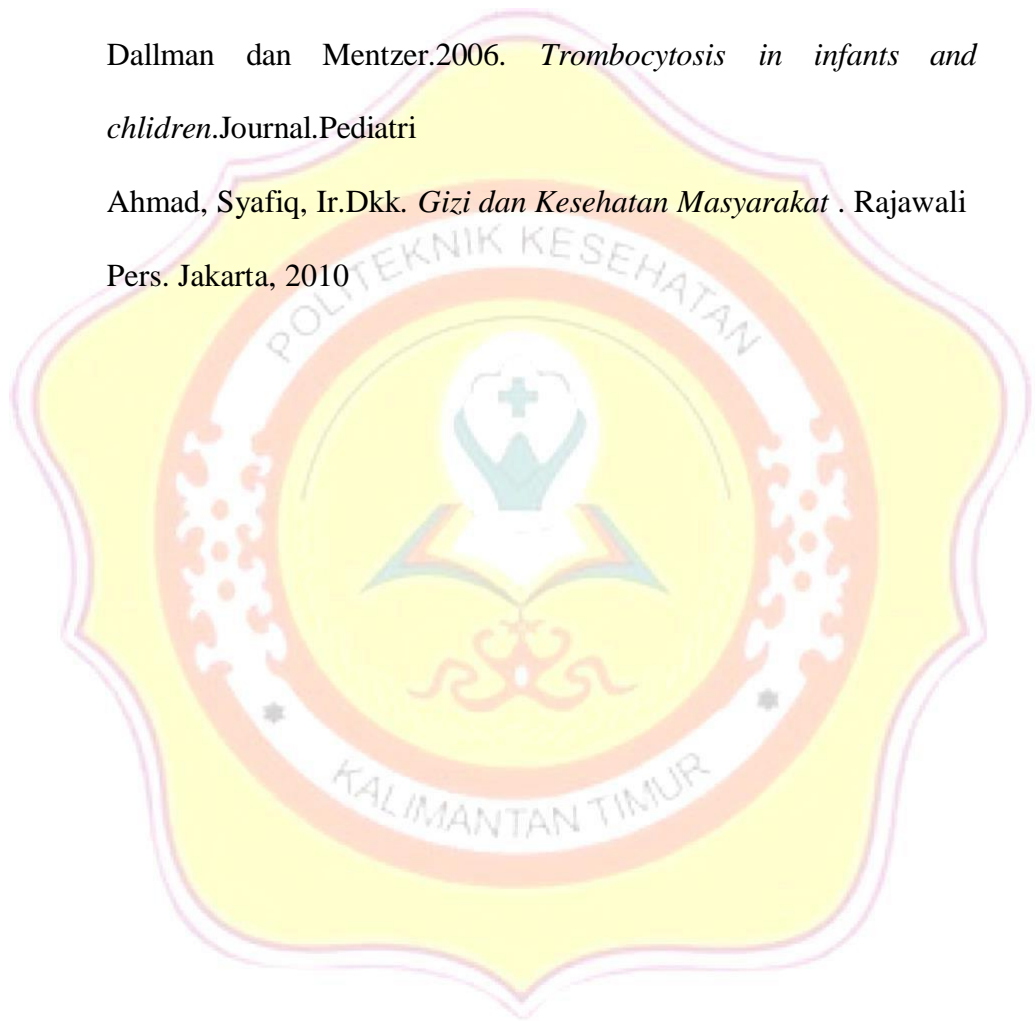 Dallman dan Mentzer.2006. Trombocytosis in infants and
chlidren.Journal.Pediatri
Ahmad, Syafiq, Ir.Dkk. Gizi dan Kesehatan Masyarakat . Rajawali
Pers. Jakarta, 2010
POLITEKNIK KESEHATAN
KALIMANTAN TIMUR